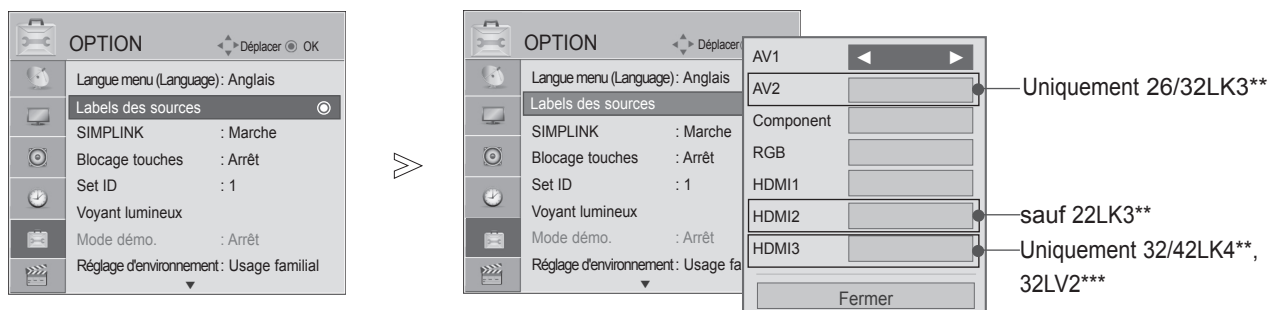 OPTION
Déplacer OK
Langue menu (Language): Anglais
Labels des sources
SIMPLINK : Marche
Blocage touches : Arrêt
Set ID : 1
Voyant lumineux
Mode démo. : Arrêt
Réglage d'environnement : Usage familial
OPTION
Déplacer
Langue menu (Language): Anglais
Labels des sources
SIMPLINK : Marche
Blocage touches : Arrêt
Set ID : 1
Voyant lumineux
Mode démo. : Arrêt
Réglage d'environnement : Usage fa
AV1
AV2
Component
RGB
HDMI1
HDMI2
HDMI3
Fermer
Uniquement 26/32LK3**
sauf 22LK3**
Uniquement 32/42LK4**,
32LV2***